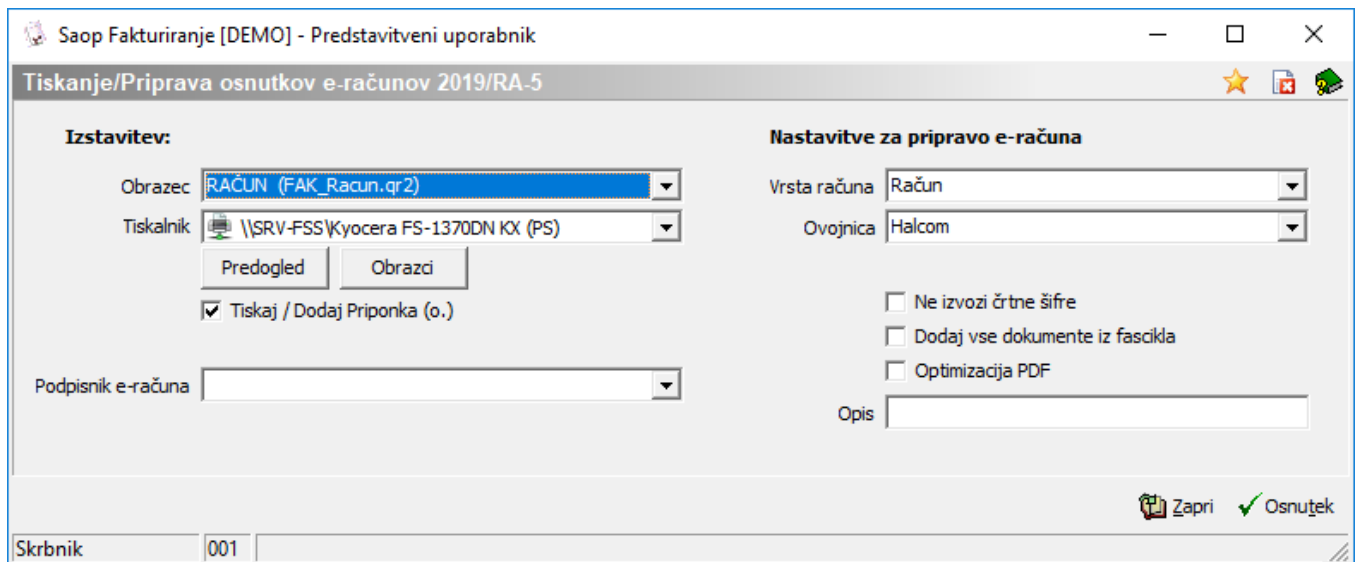 Saop Fakturiranje [DEMO] - Predstavitveni uporabnik
Tiskanje/Priprava osnutkov e-računov 2019/RA-5
Izstavitev:
Obrazec RAČUN (FAK_Racun.qr2)
Tiskalnik \\SRV-FSS\Kyocera FS-1370DN KX (PS)
Predogled Obrazci
Tiskaj / Dodaj Priponka (o.)
Podpisnik e-računa
Nastavitve za pripravo e-računa
Vrsta računa Račun
Ovojnica Halcom
Ne izvozi črtne šifre
Dodaj vse dokumente iz fascikla
Optimizacija PDF
Opis
Zapri Osnutek
Skrbnik 001